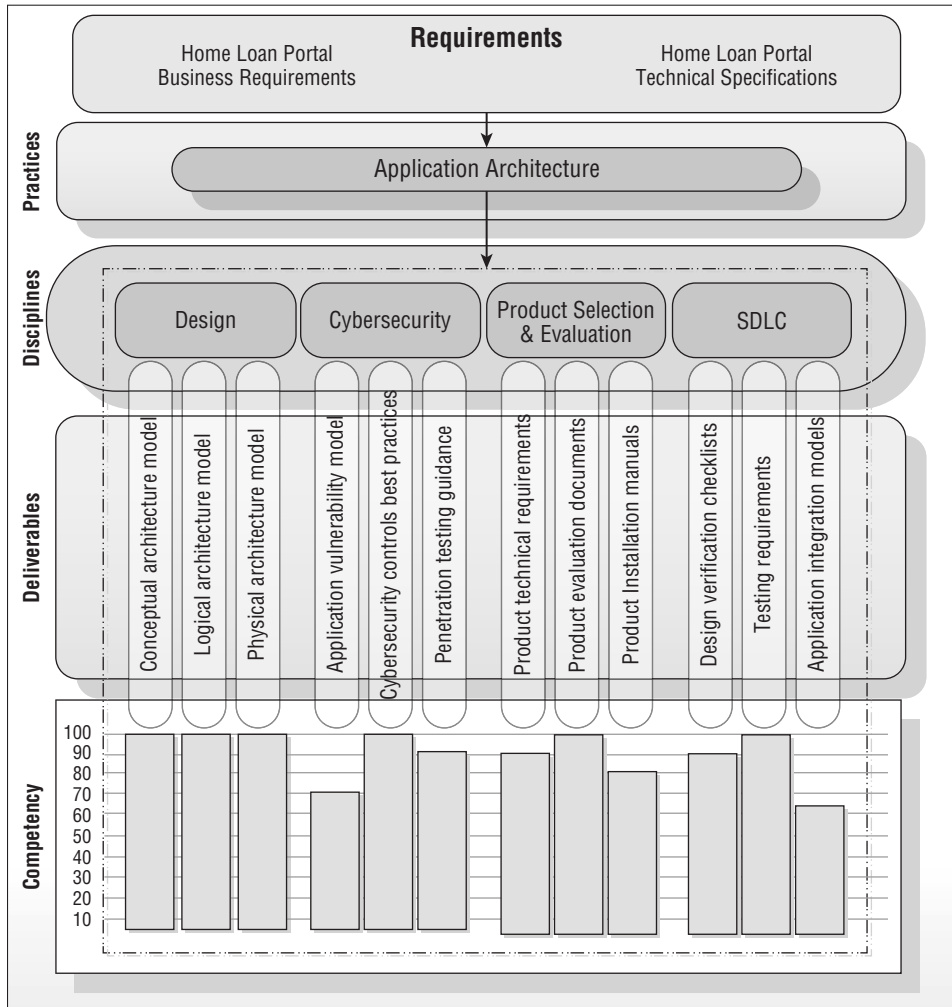 Requirements
Home Loan Portal
Business Requirements
Home Loan Portal
Technical Specifications
Practices
Application Architecture
Disciplines
Design
Cybersecurity
Product Selection
& Evaluation
SDLC
Deliverables
Conceptual architecture model
Logical architecture model
Physical architecture model
Application vulnerability model
Cybersecurity controls best practices
Penetration testing guidance
Product technical requirements
Product evaluation documents
Product Installation manuals
Design verification checklists
Testing requirements
Application integration models
Competency
100
90
80
70
60
50
40
30
20
10